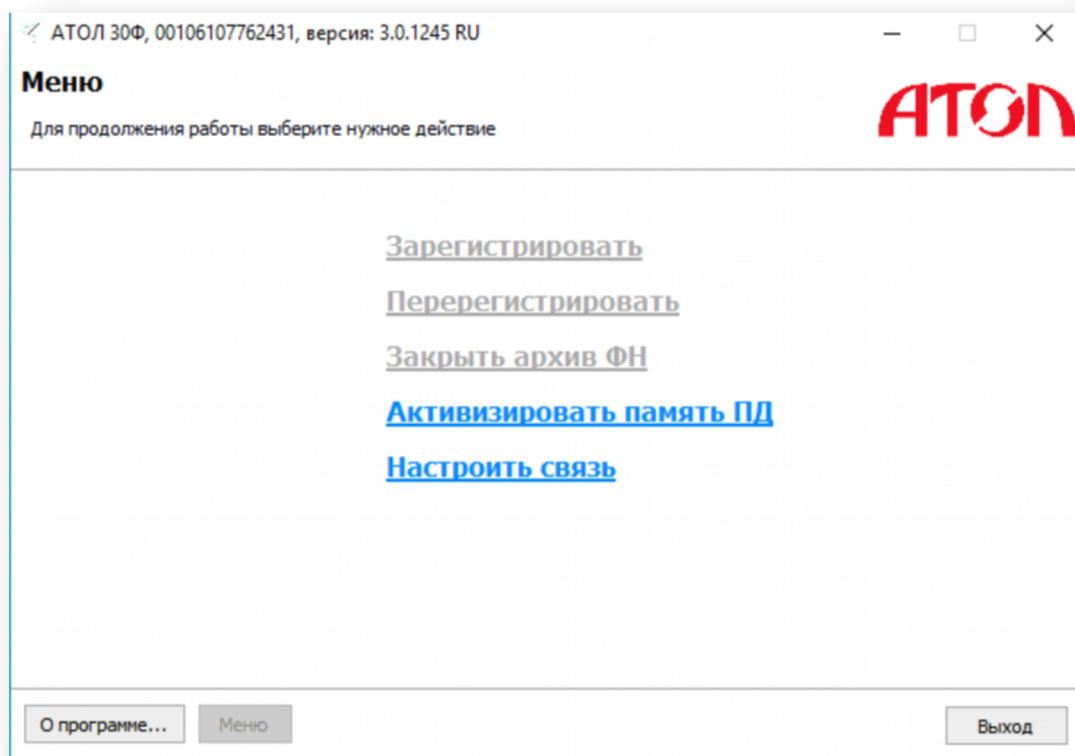 АТОЛ 30Ф, 00106107762431, версия: 3.0.1245 RU
Меню
Для продолжения работы выберите нужное действие
АТОЛ
Зарегистрировать
Перерегистрировать
Закрыть архив ФН
Активизировать память ПД
Настроить связь
О программе...
Меню
Выход